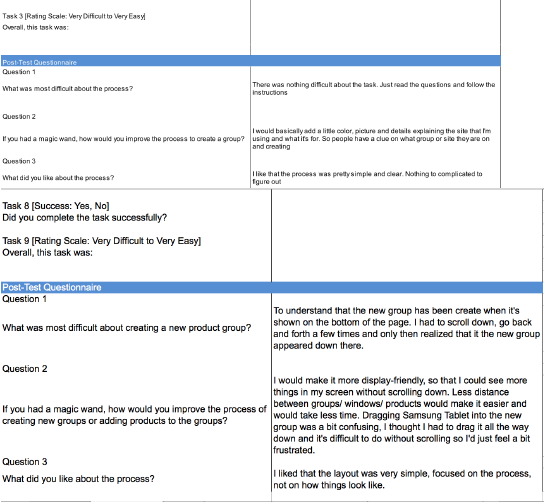 Task 3 [Rating Scale: Very Difficult to Very Easy]
Overall, this task was:
Post-Test Questionnaire
Question 1
What was most difficult about the process?
There was nothing difficult about the task. Just read the questions and follow the
instructions
Question 2
If you had a magic wand, how would you improve the process to create a group?
I would basically add a little color, picture and details explaining the site that I'm
using and what it's for. So people have a clue on what group or site they are on
and creating
Question 3
What did you like about the process?
I like that the process was pretty simple and clear. Nothing to complicated to
figure out
Task 8 [Success: Yes, No]
Did you complete the task successfully?
Task 9 [Rating Scale: Very Difficult to Very Easy]
Overall, this task was:
Post-Test Questionnaire
Question 1
What was most difficult about creating a new product group?
To understand that the new group has been create when it's
shown on the bottom of the page. I had to scroll down, go back
and forth a few times and only then realized that it the new group
appeared down there.
Question 2
If you had a magic wand, how would you improve the process of
creating new groups or adding products to the groups?
I would make it more display-friendly, so that I could see more
things in my screen without scrolling down. Less distance
between groups/ windows/ products would make it easier and
would take less time. Dragging Samsung Tablet into the new
group was a bit confusing, I thought I had to drag it all the way
down and it's difficult to do without scrolling so I'd just feel a bit
frustrated.
Question 3
What did you like about the process?
I liked that the layout was very simple, focused on the process,
not on how things look like.